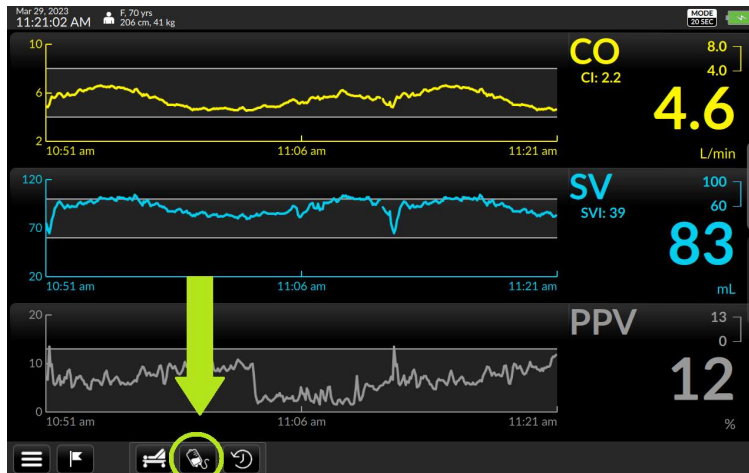 Mar 29, 2023
11:21:02 AM
F, 70 yrs
206 cm, 41 kg
MODE
20 SEC
10
6
2
10:51 am 11:06 am 11:21 am
CO
CI: 2.2
8.0
4.0
4.6
L/min
120
70
20
10:51 am 11:06 am 11:21 am
SV
SVI: 39
100
60
83
mL
20
10
0
10:51 am 11:06 am 11:21 am
PPV
13
0
12
%